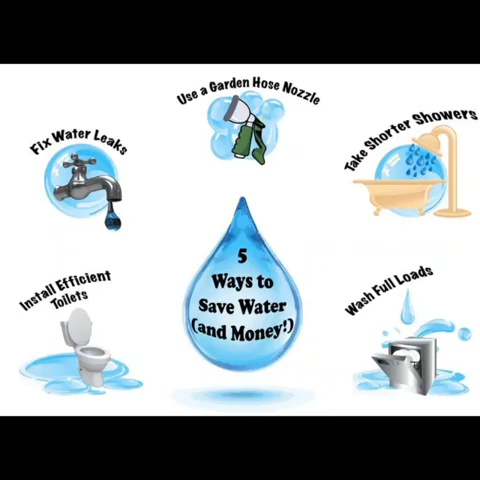 Use a Garden Hose Nozzle
Fix Water Leaks
Take Shorter Showers
5
Ways to
Save Water
(and Money!)
Install Efficient
Toilets
Wash Full Loads